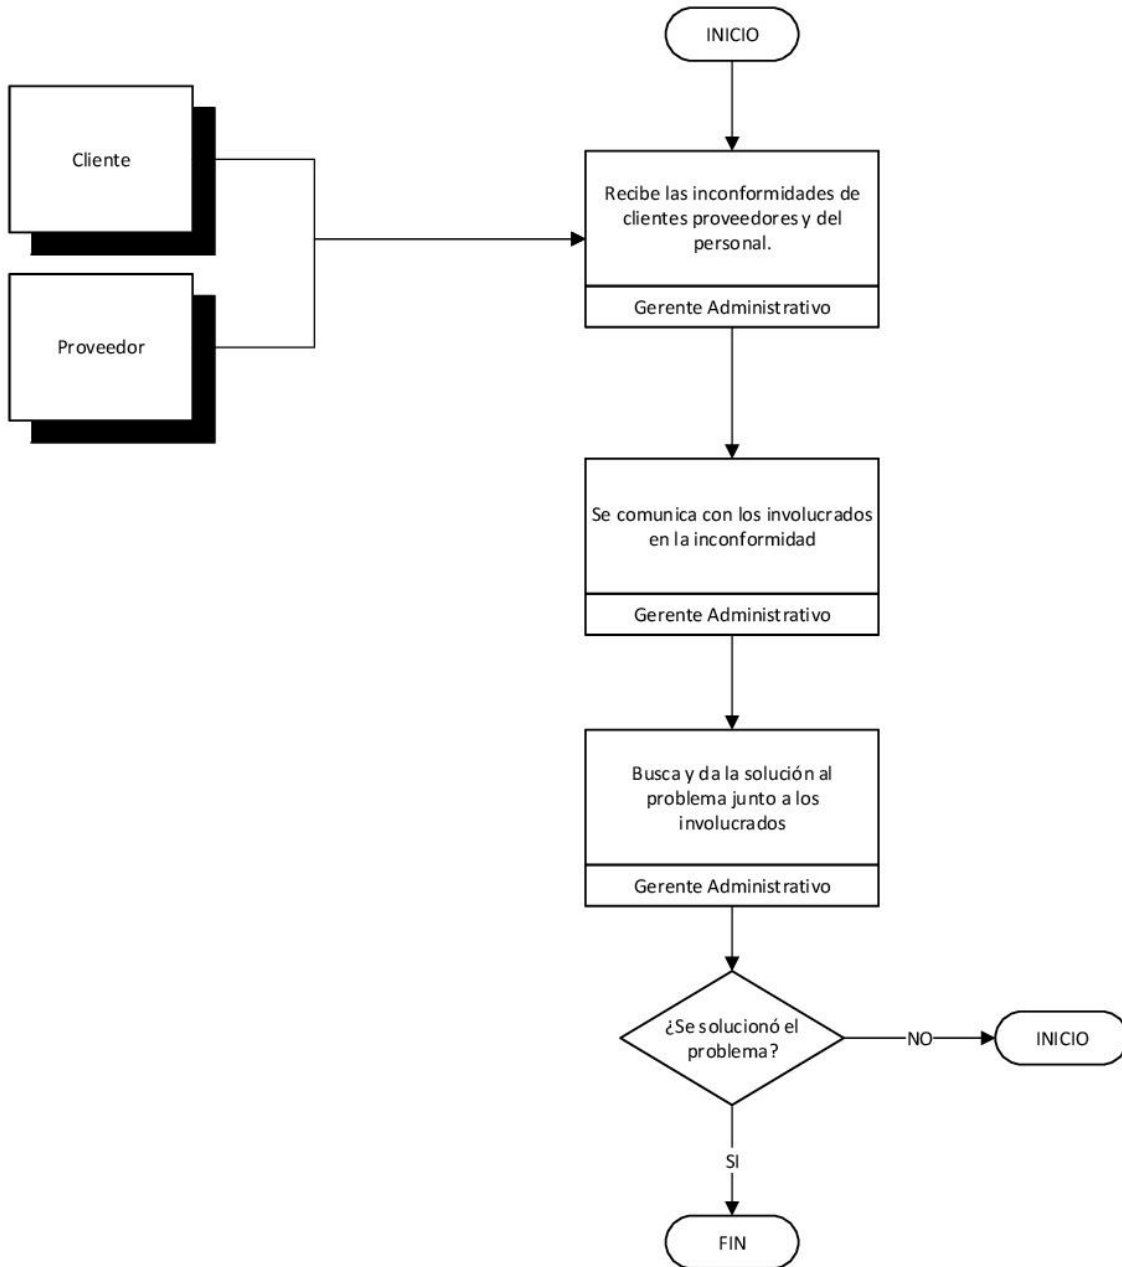 INICIO
Cliente
Recibe las inconformidades de
clientes proveedores y del
personal.
Gerente Administrativo
Proveedor
Se comunica con los involucrados
en la inconformidad
Gerente Administrativo
Busca y da la solución al
problema junto a los
involucrados
Gerente Administrativo
¿Se solucionó el
problema?
NO
INICIO
SI
FIN